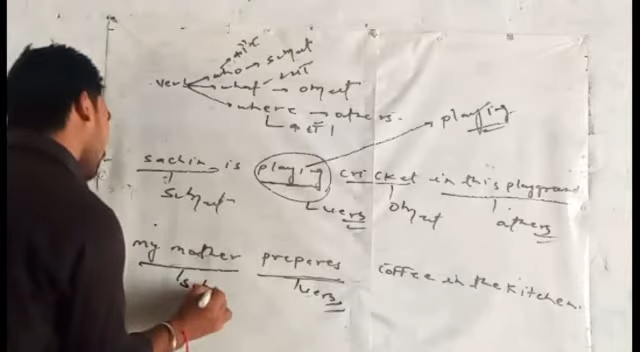 who → subject
verb what → object
where → others.
playing
sachin is playing cricket in this playground
subject verb object others
my mother prepares coffee in the kitchen.
verb